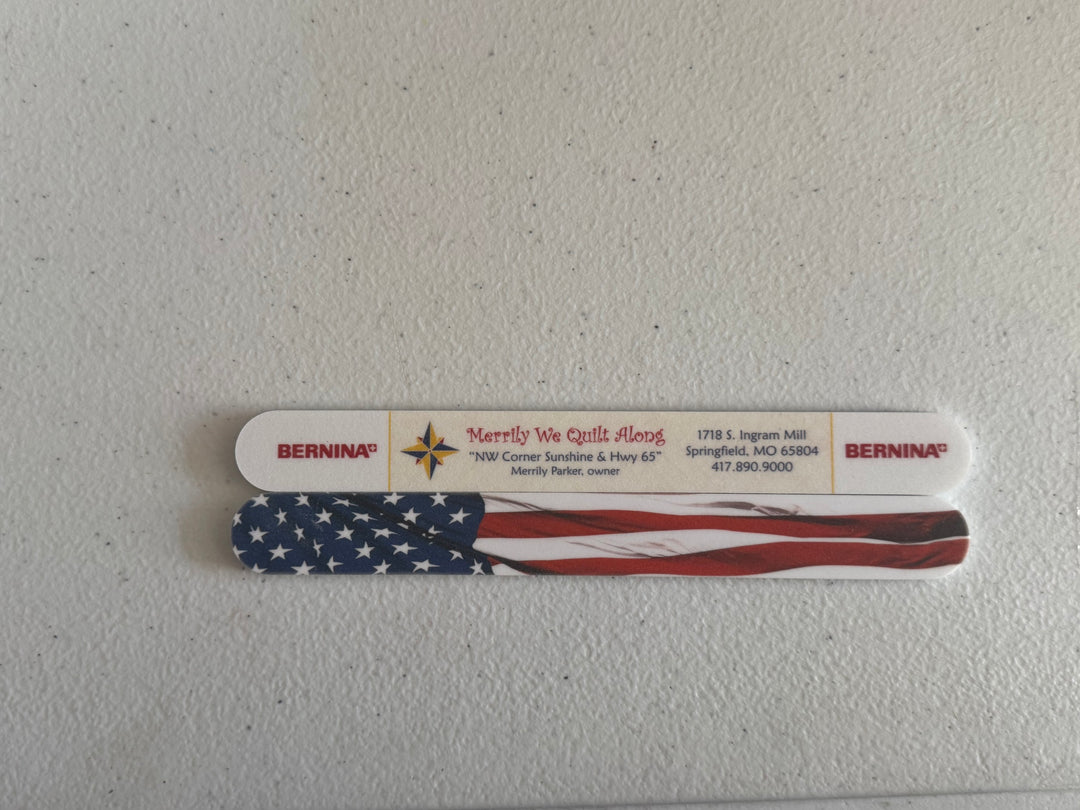 BERNINA
Merrily We Quilt Along
"NW Corner Sunshine & Hwy 65"
Merrily Parker, owner
1718 S. Ingram Mill
Springfield, MO 65804
417.890.9000
BERNINA